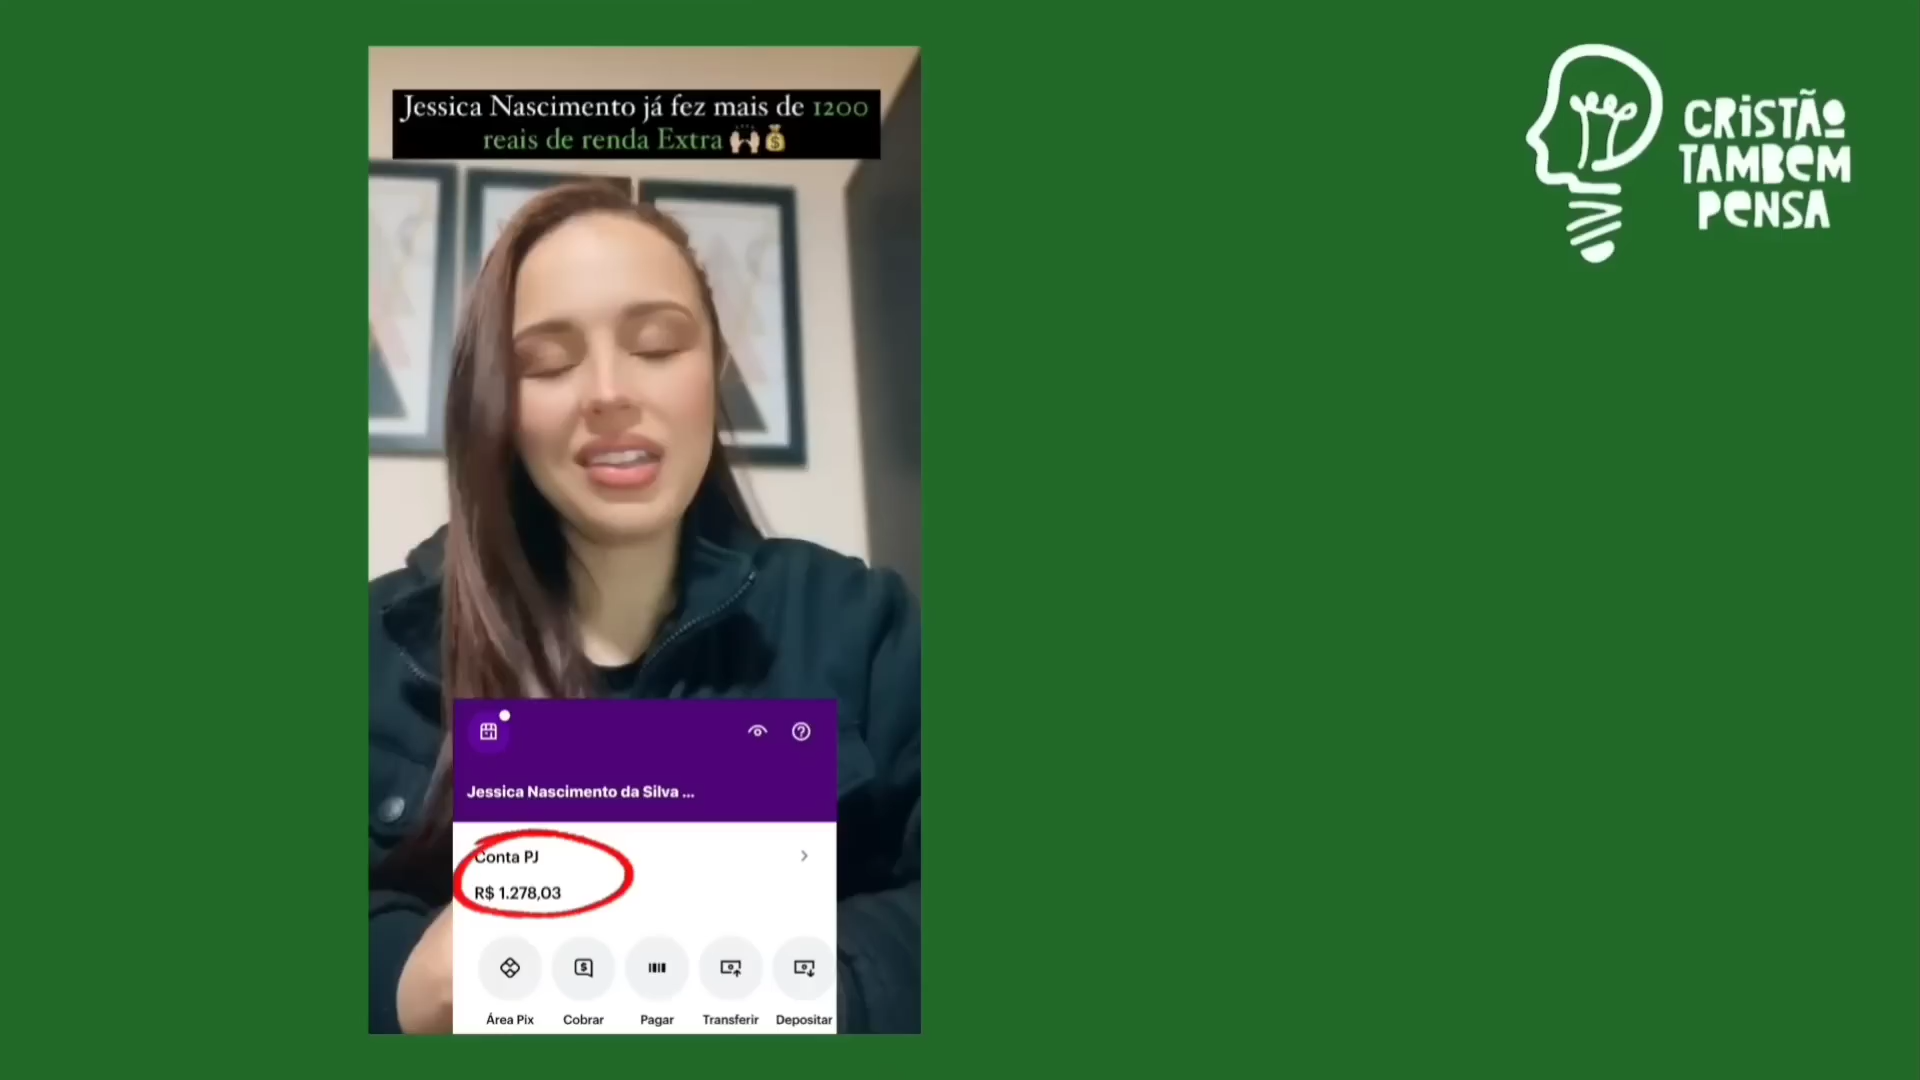 Jessica Nascimento já fez mais de 1200
reais de renda Extra 🙌🏻💰
CRISTÃO
TAMBÉM
PENSA
Jessica Nascimento da Silva ...
Conta PJ
R$ 1.278,03
Área Pix
Cobrar
Pagar
Transferir
Depositar